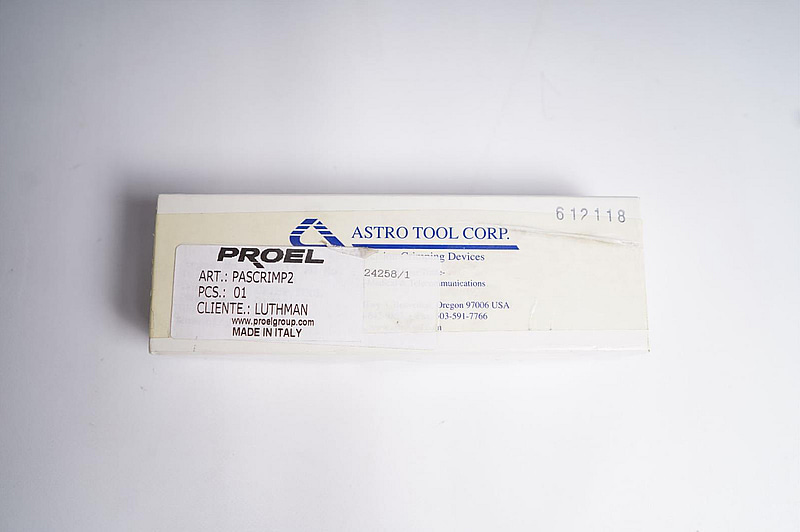 612118
ASTRO TOOL CORP.
Crimping Devices
PROEL
ART.: PASCRIMP2
24258/1
PCS.: 01
CLIENTE.: LUTHMAN
Oregon 97006 USA
03-591-7766
www.proelgroup.com
MADE IN ITALY